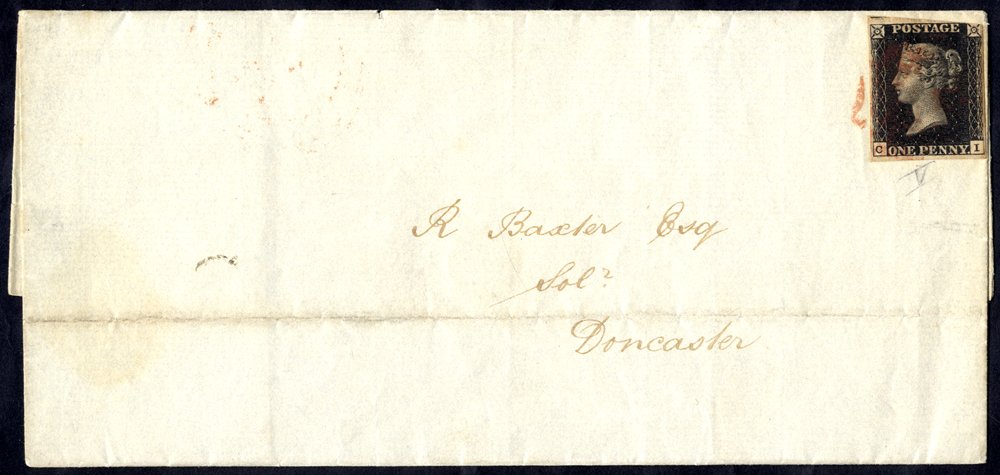 POSTAGE
C ONE PENNY. I
V
R Baxter Esq
Solr
Doncaster